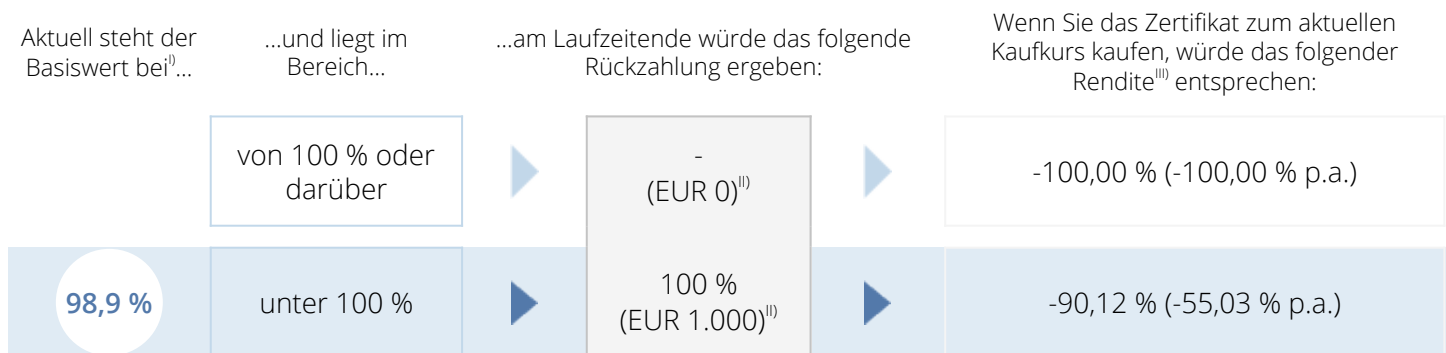 Aktuell steht der
Basiswert bei^I)...
...und liegt im
Bereich...
...am Laufzeitende würde das folgende
Rückzahlung ergeben:
Wenn Sie das Zertifikat zum aktuellen
Kaufkurs kaufen, würde das folgender
Rendite^III) entsprechen:
von 100 % oder
darüber
-
(EUR 0)^II)
-100,00 % (-100,00 % p.a.)
98,9 %
unter 100 %
100 %
(EUR 1.000)^II)
-90,12 % (-55,03 % p.a.)